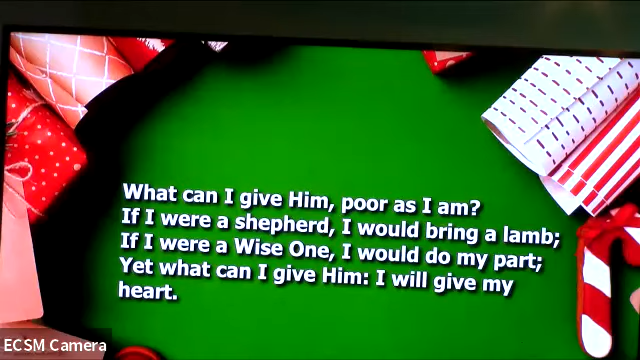 What can I give Him, poor as I am?
If I were a shepherd, I would bring a lamb;
If I were a Wise One, I would do my part;
Yet what can I give Him: I will give my
heart.
ECSM Camera